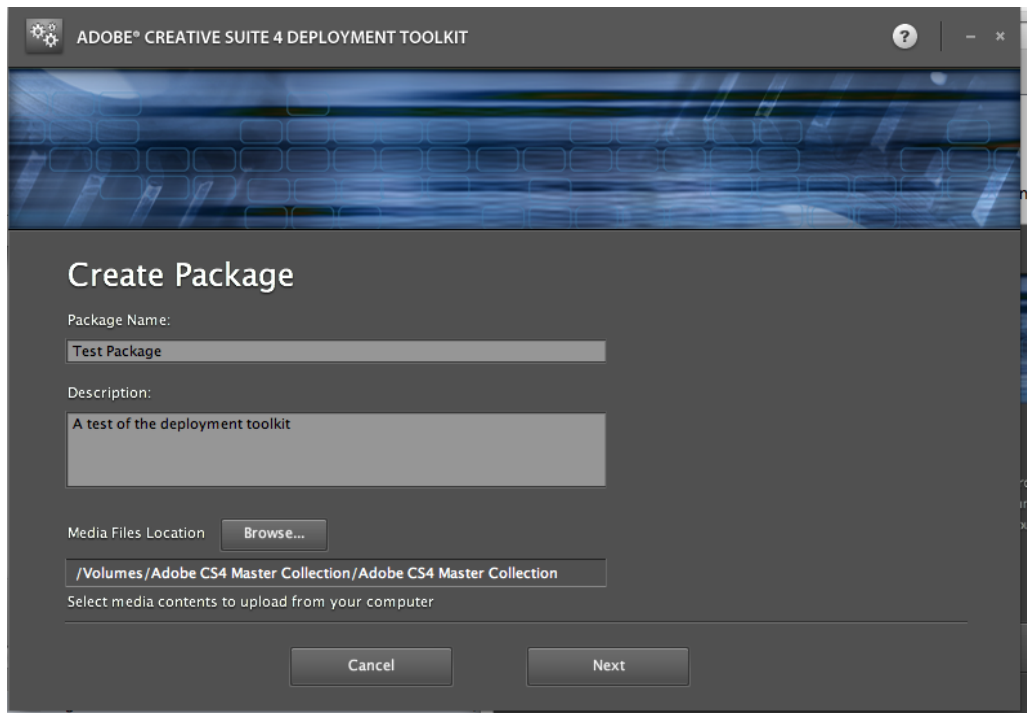 ADOBE® CREATIVE SUITE 4 DEPLOYMENT TOOLKIT
?
Create Package
Package Name:
Test Package
Description:
A test of the deployment toolkit
Media Files Location
Browse...
/Volumes/Adobe CS4 Master Collection/Adobe CS4 Master Collection
Select media contents to upload from your computer
Cancel
Next